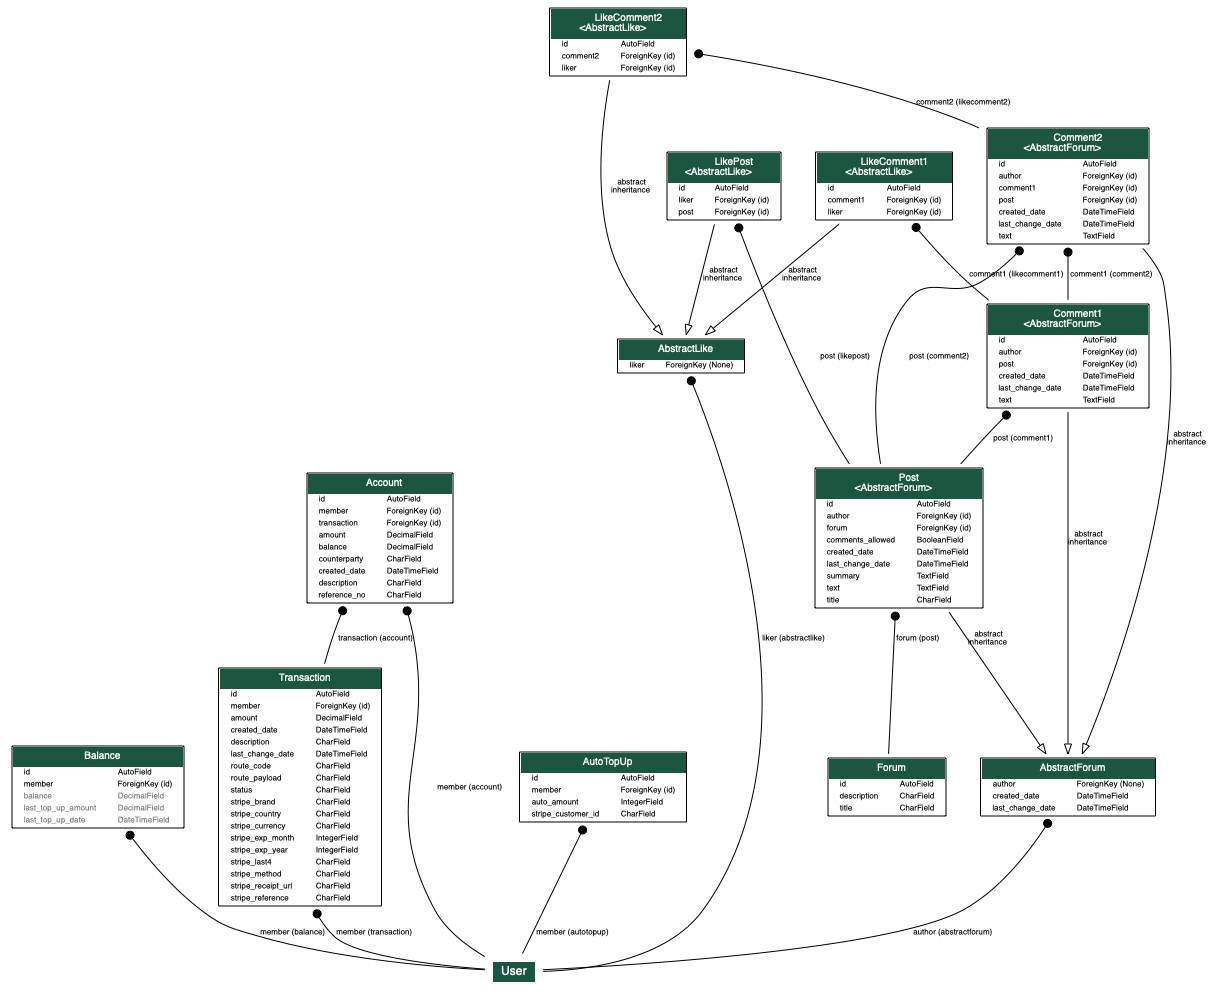 LikeComment2
<AbstractLike>
id AutoField
comment2 ForeignKey (id)
liker ForeignKey (id)
comment2 (likecomment2)
Comment2
<AbstractForum>
id AutoField
author ForeignKey (id)
comment1 ForeignKey (id)
post ForeignKey (id)
created_date DateTimeField
last_change_date DateTimeField
text TextField
LikePost
<AbstractLike>
id AutoField
liker ForeignKey (id)
post ForeignKey (id)
LikeComment1
<AbstractLike>
id AutoField
comment1 ForeignKey (id)
liker ForeignKey (id)
abstract
inheritance
abstract
inheritance
abstract
inheritance
comment1 (likecomment1)
comment1 (comment2)
Comment1
<AbstractForum>
id AutoField
author ForeignKey (id)
post ForeignKey (id)
created_date DateTimeField
last_change_date DateTimeField
text TextField
AbstractLike
liker ForeignKey (None)
post (likepost)
post (comment2)
post (comment1)
abstract
inheritance
Account
id AutoField
member ForeignKey (id)
transaction ForeignKey (id)
amount DecimalField
balance DecimalField
counterparty CharField
created_date DateTimeField
description CharField
reference_no CharField
Post
<AbstractForum>
id AutoField
author ForeignKey (id)
forum ForeignKey (id)
comments_allowed BooleanField
created_date DateTimeField
last_change_date DateTimeField
summary TextField
text TextField
title CharField
abstract
inheritance
transaction (account)
liker (abstractlike)
forum (post)
abstract
inheritance
Transaction
id AutoField
member ForeignKey (id)
amount DecimalField
created_date DateTimeField
description CharField
last_change_date DateTimeField
route_code CharField
route_payload CharField
status CharField
stripe_brand CharField
stripe_country CharField
stripe_currency CharField
stripe_exp_month IntegerField
stripe_exp_year IntegerField
stripe_last4 CharField
stripe_method CharField
stripe_receipt_url CharField
stripe_reference CharField
Balance
id AutoField
member ForeignKey (id)
balance DecimalField
last_top_up_amount DecimalField
last_top_up_date DateTimeField
member (account)
AutoTopUp
id AutoField
member ForeignKey (id)
auto_amount IntegerField
stripe_customer_id CharField
Forum
id AutoField
description CharField
title CharField
AbstractForum
author ForeignKey (None)
created_date DateTimeField
last_change_date DateTimeField
member (balance)
member (transaction)
member (autotopup)
author (abstractforum)
User